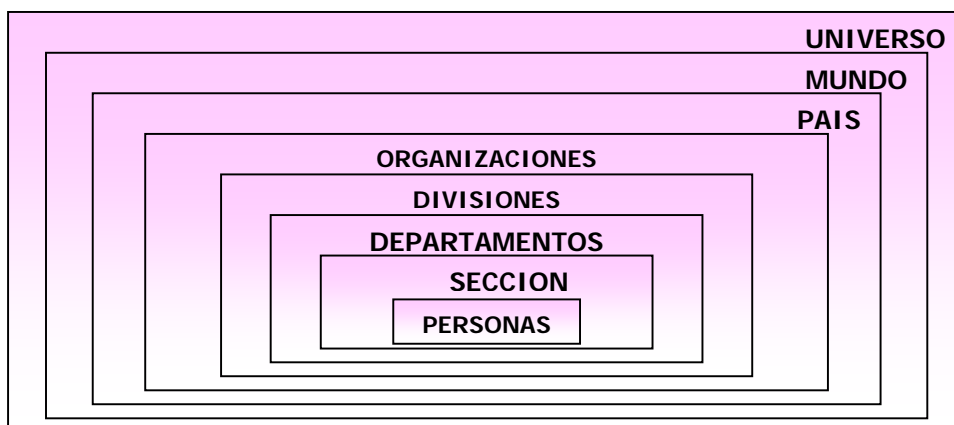 UNIVERSO
MUNDO
PAIS
ORGANIZACIONES
DIVISIONES
DEPARTAMENTOS
SECCION
PERSONAS